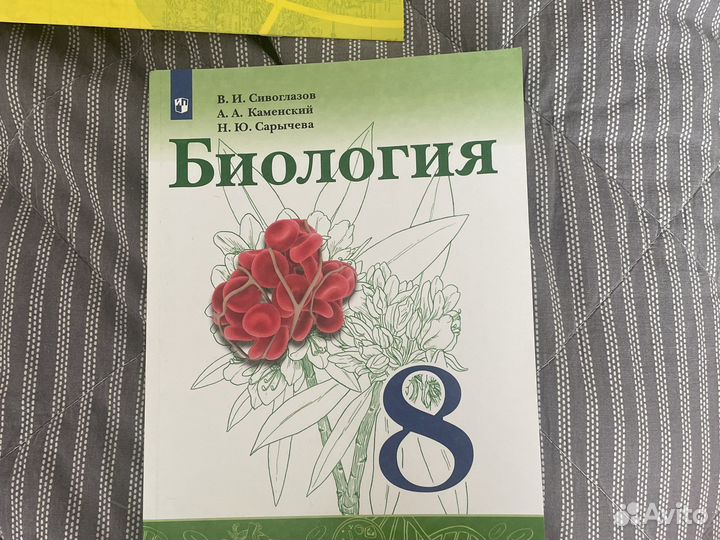 В. И. Сивоглазов
А. А. Каменский
Н. Ю. Сарычева
Биология
8
Avito